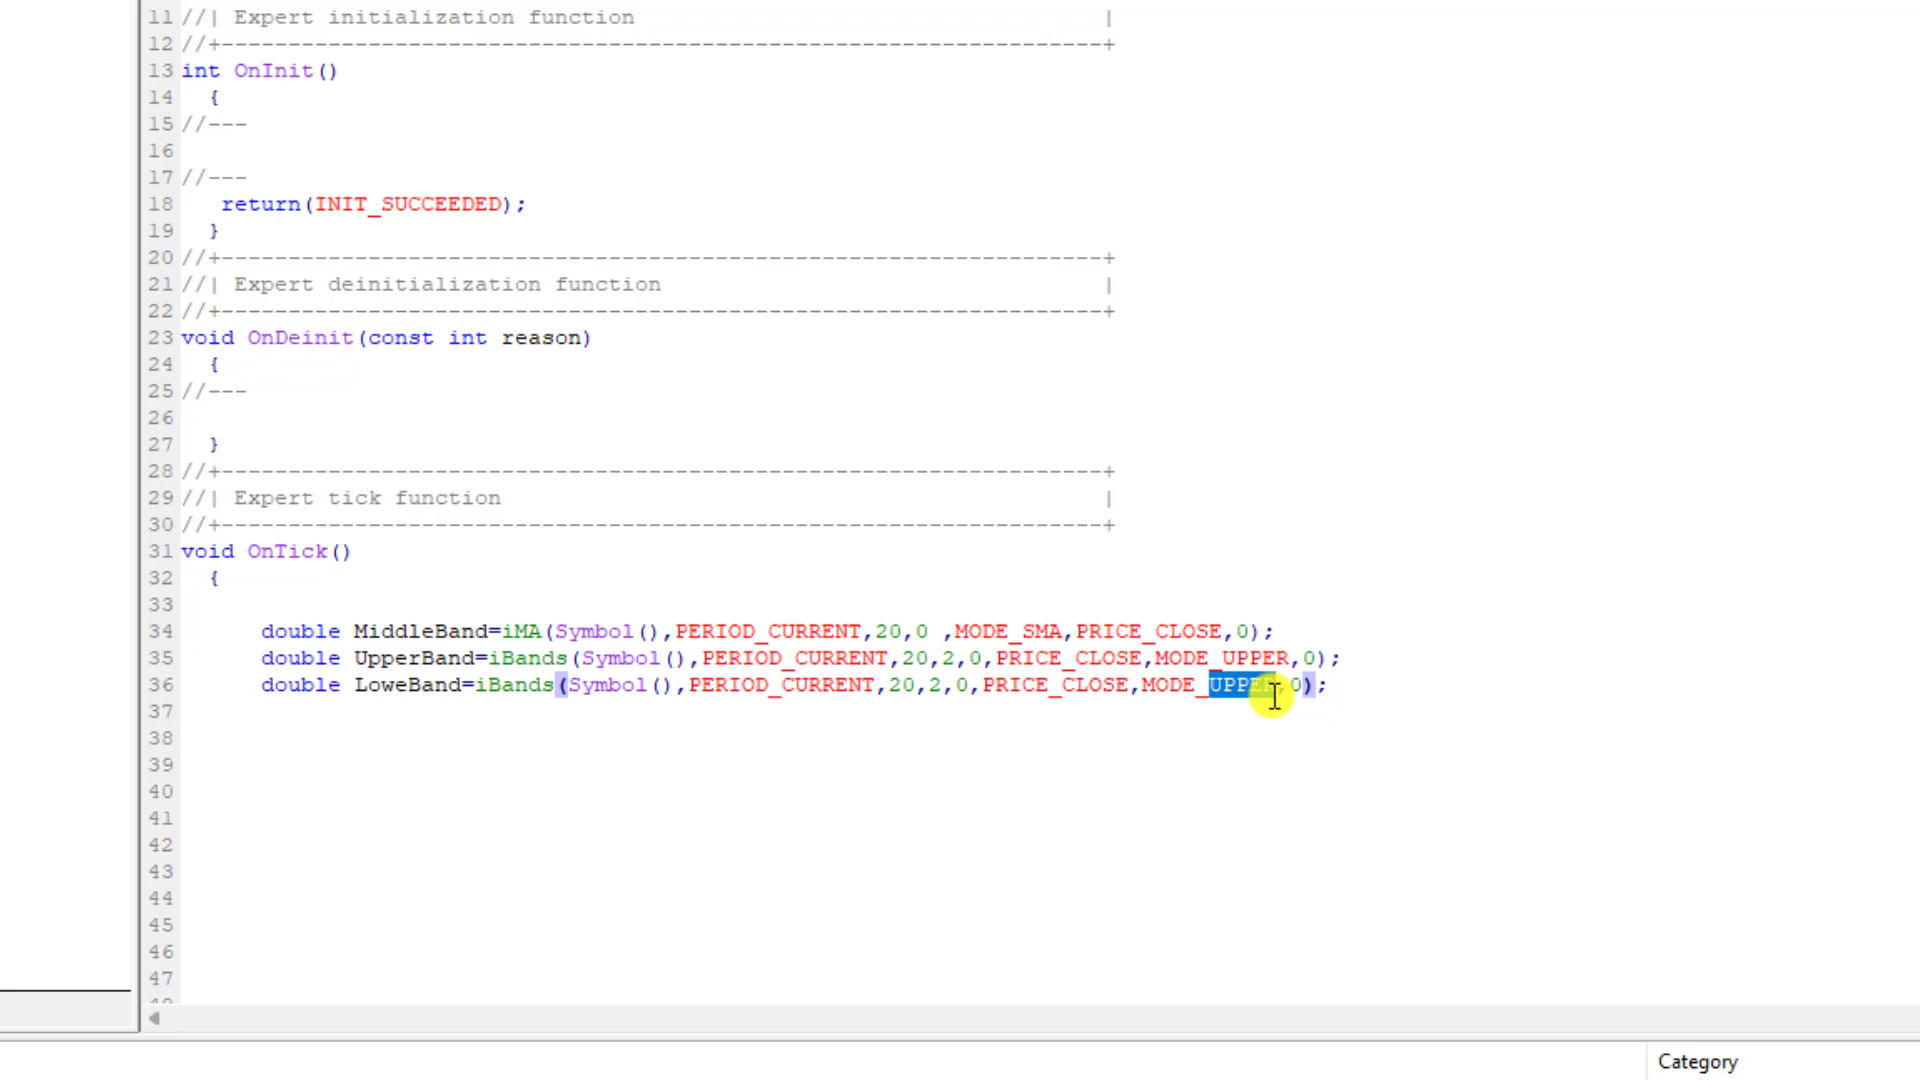 11 //| Expert initialization function                                   |
12 //+------------------------------------------------------------------+
13 int OnInit()
14   {
15 //---
16
17 //---
18    return(INIT_SUCCEEDED);
19   }
20 //+------------------------------------------------------------------+
21 //| Expert deinitialization function                                 |
22 //+------------------------------------------------------------------+
23 void OnDeinit(const int reason)
24   {
25 //---
26
27   }
28 //+------------------------------------------------------------------+
29 //| Expert tick function                                             |
30 //+------------------------------------------------------------------+
31 void OnTick()
32   {
33
34       double MiddleBand=iMA(Symbol(),PERIOD_CURRENT,20,0 ,MODE_SMA,PRICE_CLOSE,0);
35       double UpperBand=iBands(Symbol(),PERIOD_CURRENT,20,2,0,PRICE_CLOSE,MODE_UPPER,0);
36       double LoweBand=iBands(Symbol(),PERIOD_CURRENT,20,2,0,PRICE_CLOSE,MODE_UPPER,0);
37
38
39
40
41
42
43
44
45
46
47
Category